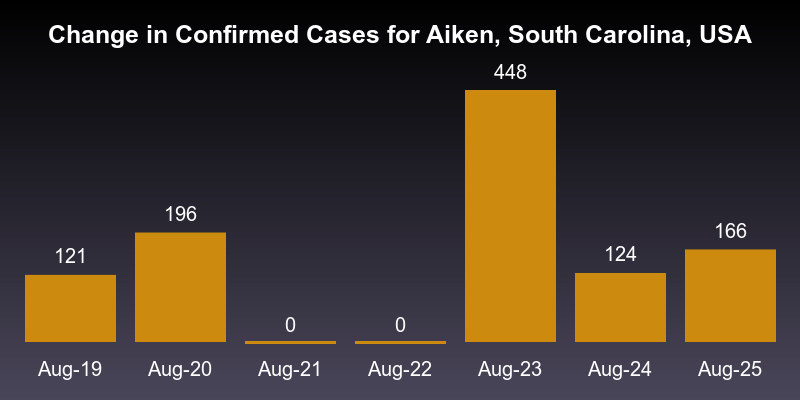 Change in Confirmed Cases for Aiken, South Carolina, USA
448
196
166
121
124
0
0
Aug-19
Aug-20
Aug-21
Aug-22
Aug-23
Aug-24
Aug-25